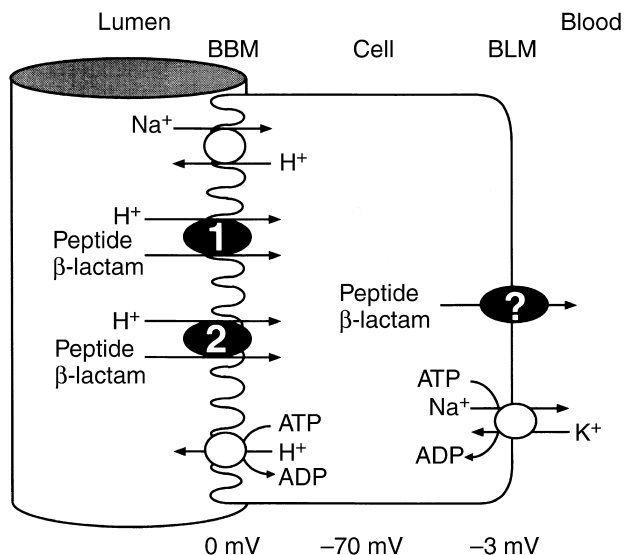 Lumen
Blood
BBM
Cell
BLM
Na⁺
H⁺
H⁺
1
Peptide
β-lactam
Peptide
β-lactam
?
H⁺
2
Peptide
β-lactam
ATP
H⁺
ADP
ATP
Na⁺
K⁺
ADP
0 mV
–70 mV
–3 mV